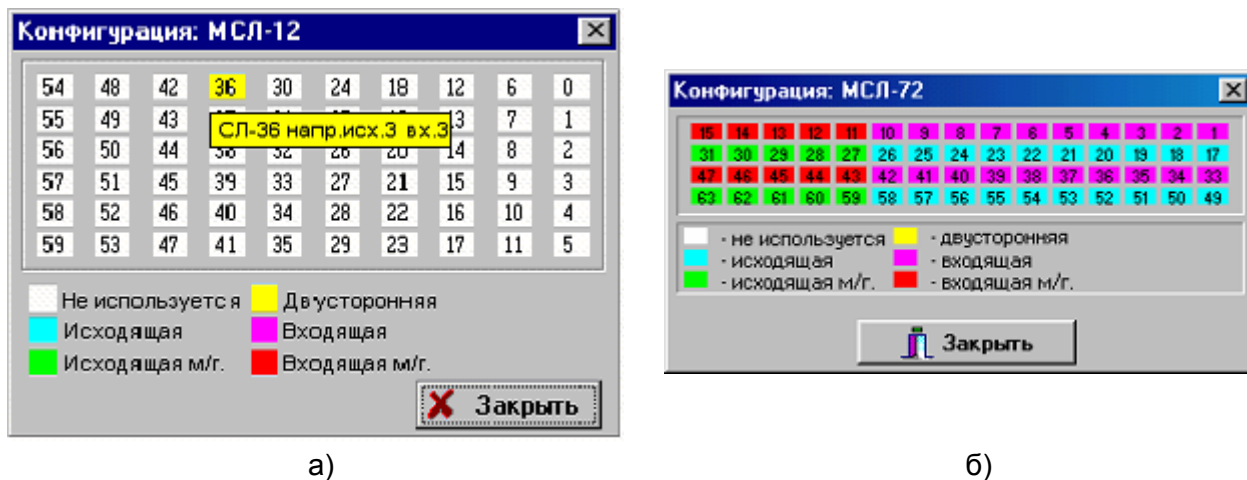 Конфигурация: МСЛ-12
54 48 42 36 30 24 18 12 6 0
55 49 43 13 7 1
СЛ-36 напр.исх.3 вх.3
56 50 44 38 32 26 20 14 8 2
57 51 45 39 33 27 21 15 9 3
58 52 46 40 34 28 22 16 10 4
59 53 47 41 35 29 23 17 11 5
Не используется Двусторонняя
Исходящая Входящая
Исходящая м/г. Входящая м/г.
Закрыть
а)
Конфигурация: МСЛ-72
15 14 13 12 11 10 9 8 7 6 5 4 3 2 1
31 30 29 28 27 26 25 24 23 22 21 20 19 18 17
47 46 45 44 43 42 41 40 39 38 37 36 35 34 33
63 62 61 60 59 58 57 56 55 54 53 52 51 50 49
- не используется - двусторонняя
- исходящая - входящая
- исходящая м/г. - входящая м/г.
Закрыть
б)